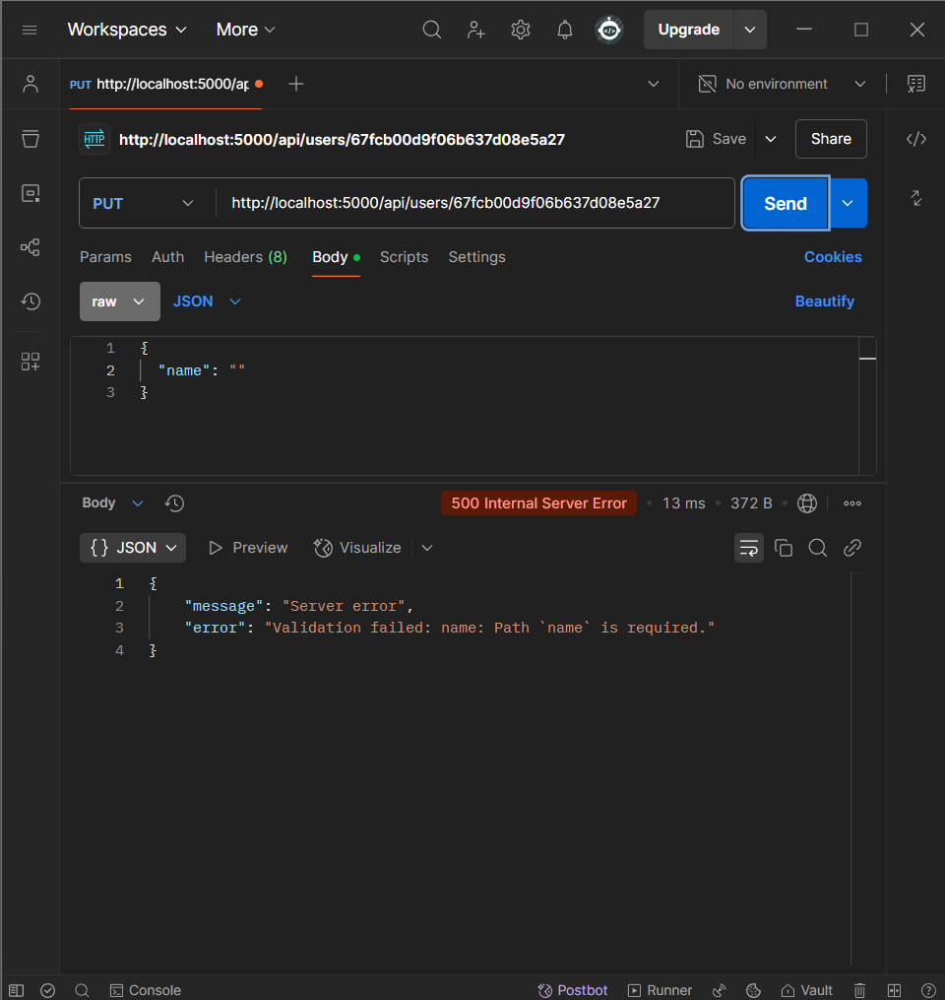 Workspaces More Upgrade
PUT http://localhost:5000/ap No environment
HTTP http://localhost:5000/api/users/67fcb00d9f06b637d08e5a27 Save Share
PUT http://localhost:5000/api/users/67fcb00d9f06b637d08e5a27 Send
Params Auth Headers (8) Body Scripts Settings Cookies
raw JSON Beautify
1 {
2 "name": ""
3 }
Body 500 Internal Server Error • 13 ms • 372 B •
{} JSON Preview Visualize
1 {
2 "message": "Server error",
3 "error": "Validation failed: name: Path `name` is required."
4 }
Console Postbot Runner Vault